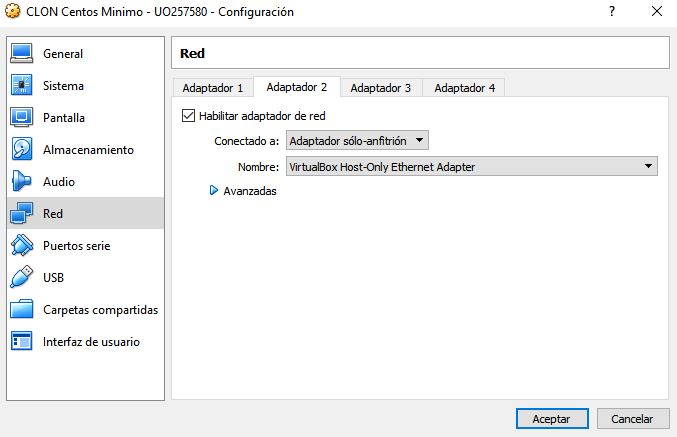 CLON Centos Minimo - UO257580 - Configuración
?
General
Sistema
Pantalla
Almacenamiento
Audio
Red
Puertos serie
USB
Carpetas compartidas
Interfaz de usuario
Red
Adaptador 1 Adaptador 2 Adaptador 3 Adaptador 4
Habilitar adaptador de red
Conectado a: Adaptador sólo-anfitrión
Nombre: VirtualBox Host-Only Ethernet Adapter
Avanzadas
Aceptar Cancelar